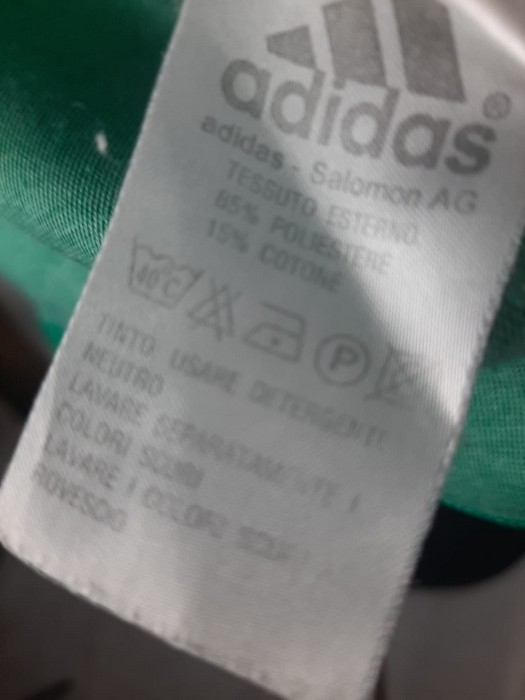 adidas®
adidas - Salomon AG
TESSUTO ESTERNO
85% POLIESTERE
15% COTONE
40°C P
TINTO. USARE DETERGENTI
NEUTRO
LAVARE SEPARATAMENTE I
COLORI SCURI
LAVARE I COLORI SCURI
ROVESCIO